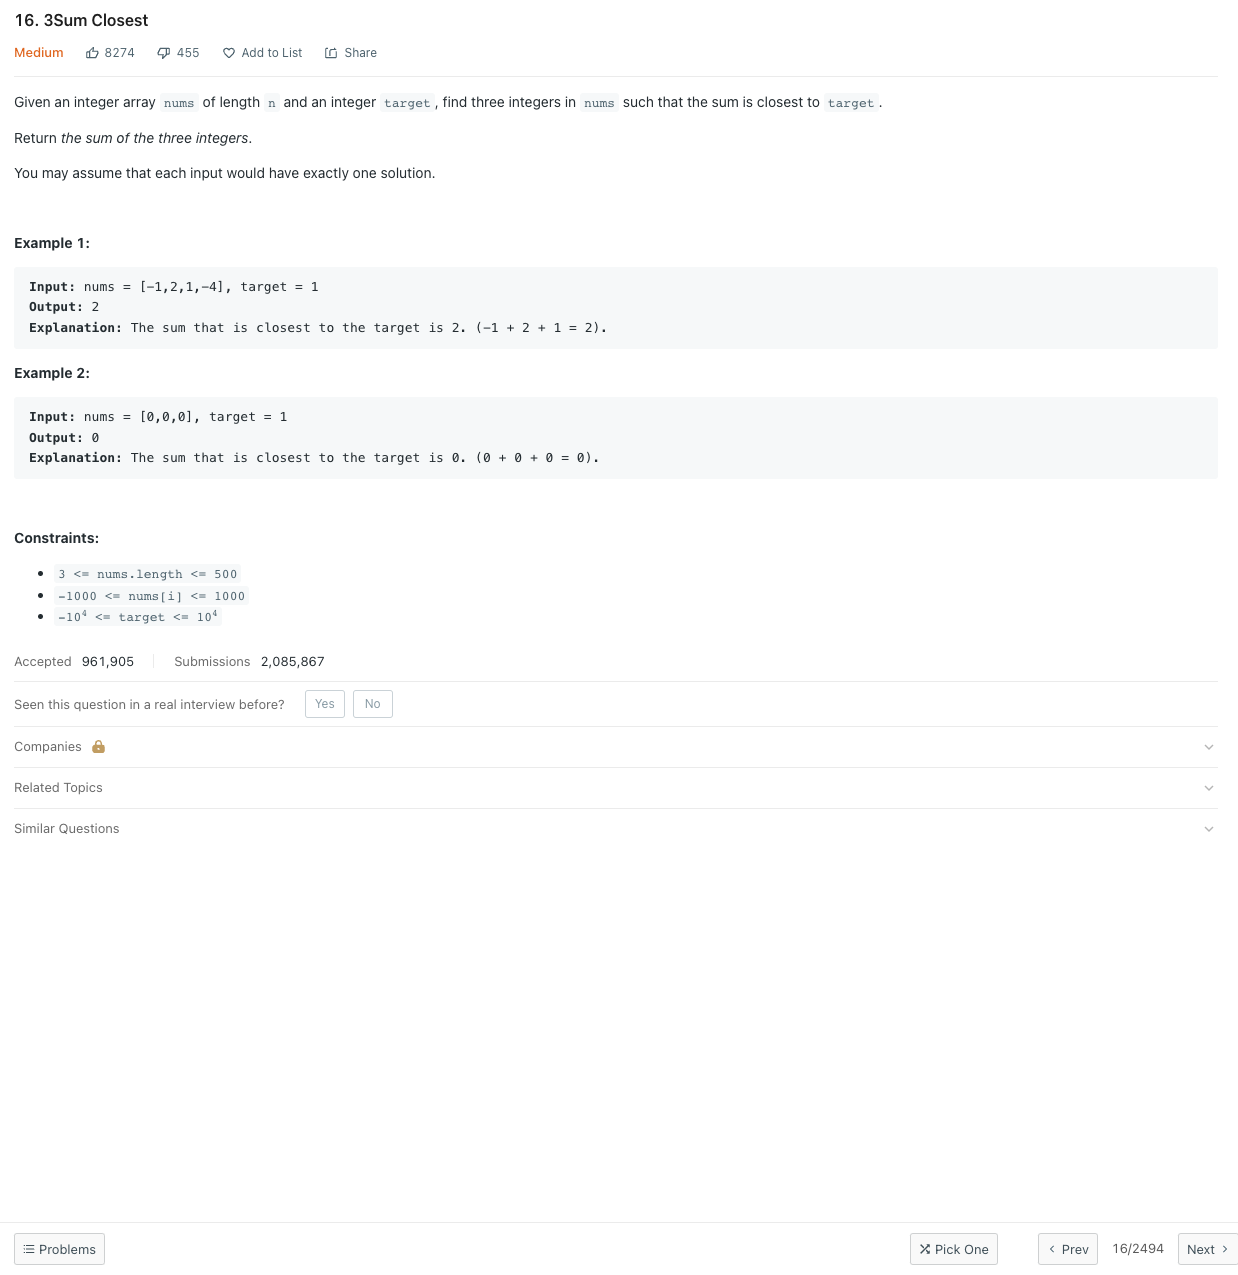 16. 3Sum Closest
Medium 8274 455 Add to List Share
Given an integer array nums of length n and an integer target, find three integers in nums such that the sum is closest to target.
Return the sum of the three integers.
You may assume that each input would have exactly one solution.
Example 1:
Input: nums = [-1,2,1,-4], target = 1
Output: 2
Explanation: The sum that is closest to the target is 2. (-1 + 2 + 1 = 2).
Example 2:
Input: nums = [0,0,0], target = 1
Output: 0
Explanation: The sum that is closest to the target is 0. (0 + 0 + 0 = 0).
Constraints:
3 <= nums.length <= 500
-1000 <= nums[i] <= 1000
-10⁴ <= target <= 10⁴
Accepted 961,905 Submissions 2,085,867
Seen this question in a real interview before? Yes No
Companies
Related Topics
Similar Questions
Problems Pick One Prev 16/2494 Next